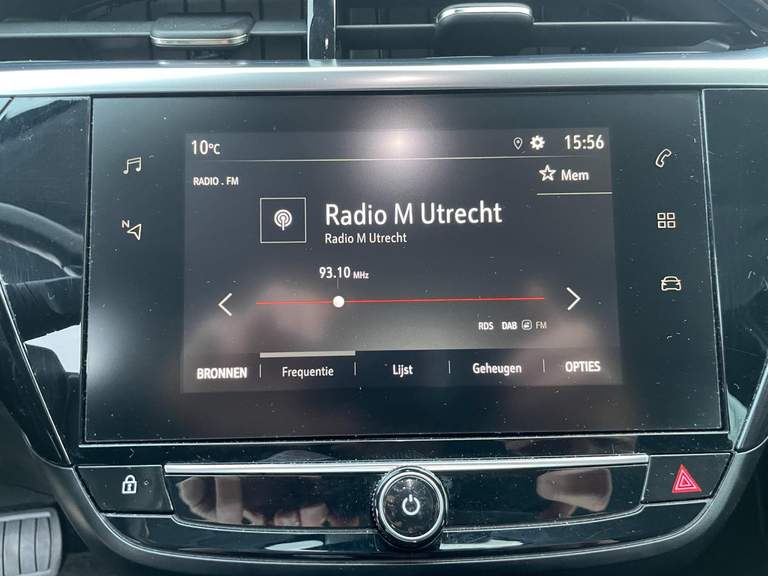 10°C 15:56
RADIO . FM
Mem
Radio M Utrecht
Radio M Utrecht
N
93.10 MHz
RDS DAB FM
BRONNEN Frequentie Lijst Geheugen OPTIES